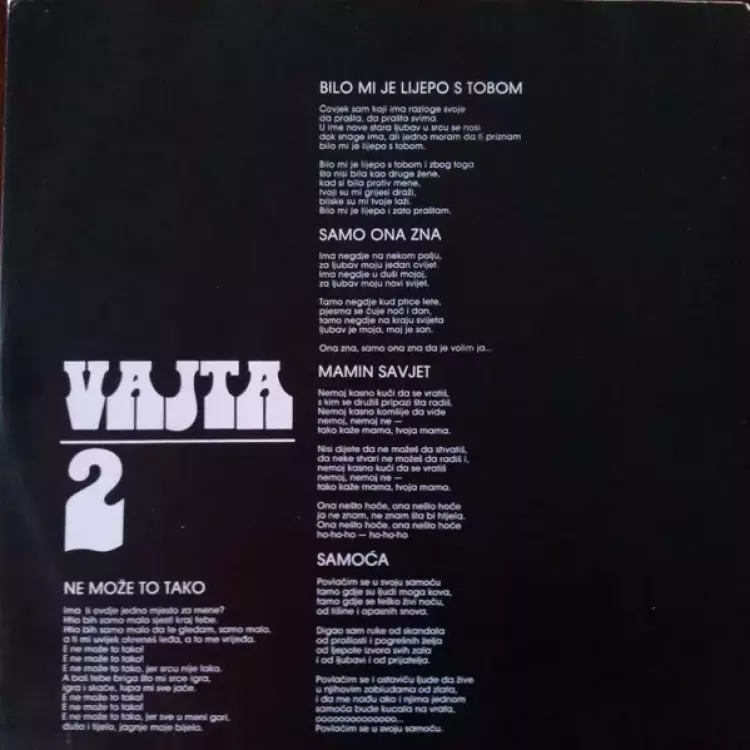 VAJTA
2
NE MOŽE TO TAKO
Ima li ovdje jedno mjesto za mene?
Htio bih samo malo sjesti kraj tebe.
Htio bih samo malo da te gledam, samo malo,
a ti mi uvijek okreneš leđa, a to me vrijeđa.
E ne može to tako!
E ne može to tako!
E ne može to tako, jer srcu nije lako.
A baš tebe briga što mi srce igra,
igra i skače, lupa mi sve jače.
E ne može to tako!
E ne može to tako!
E ne može to tako, jer sve u meni gori,
duša i tijelo, jagnje moje bijelo.
BILO MI JE LIJEPO S TOBOM
Čovjek sam koji ima razloge svoje
da prašta, da prašta svima.
U ime nove stara ljubav u srcu se nosi
dok snage ima, ali jedno moram da ti priznam
bilo mi je lijepo s tobom.
Bilo mi je lijepo s tobom i zbog toga
što nisi bila kao druge žene,
kad si bila protiv mene,
tvoji su mi grijesi draži,
bliske su mi tvoje laži.
Bilo mi je lijepo i zato praštam.
SAMO ONA ZNA
Ima negdje na nekom polju,
za ljubav moju jedan cvijet.
Ima negdje u duši mojoj,
za ljubav moju novi svijet.
Tamo negdje kud ptice lete,
pjesma se čuje noć i dan,
tamo negdje na kraju svijeta
ljubav je moja, moj je san.
Ona zna, samo ona zna da je volim ja...
MAMIN SAVJET
Nemoj kasno kući da se vratiš,
s kim se družiš pripazi šta radiš.
Nemoj kasno komšije da vide
nemoj, nemoj ne —
tako kaže mama, tvoja mama.
Nisi dijete da ne možeš da shvatiš,
da neke stvari ne možeš da radiš i,
nemoj kasno kući da se vratiš
nemoj, nemoj ne —
tako kaže mama, tvoja mama.
Ona nešto hoće, ona nešto hoće
ja ne znam, ne znam šta bi htjela.
Ona nešto hoće, ona nešto hoće
ho-ho-ho — ho-ho-ho
SAMOĆA
Povlačim se u svoju samoću
tamo gdje su ljudi moga kova,
tamo gdje se teško živi noću,
od tišine i opasnih snova.
Digao sam ruke od skandala
od prošlosti i pogrešnih želja
od ljepote izvora svih zala
i od ljubavi i od prijatelja.
Povlačim se i ostaviću ljude da žive
u njihovim zabludama od zlata,
i da me nađu ako i njima jednom
samoća bude kucala na vrata,
oooooooooooooo...
Povlačim se u svoju samoću.